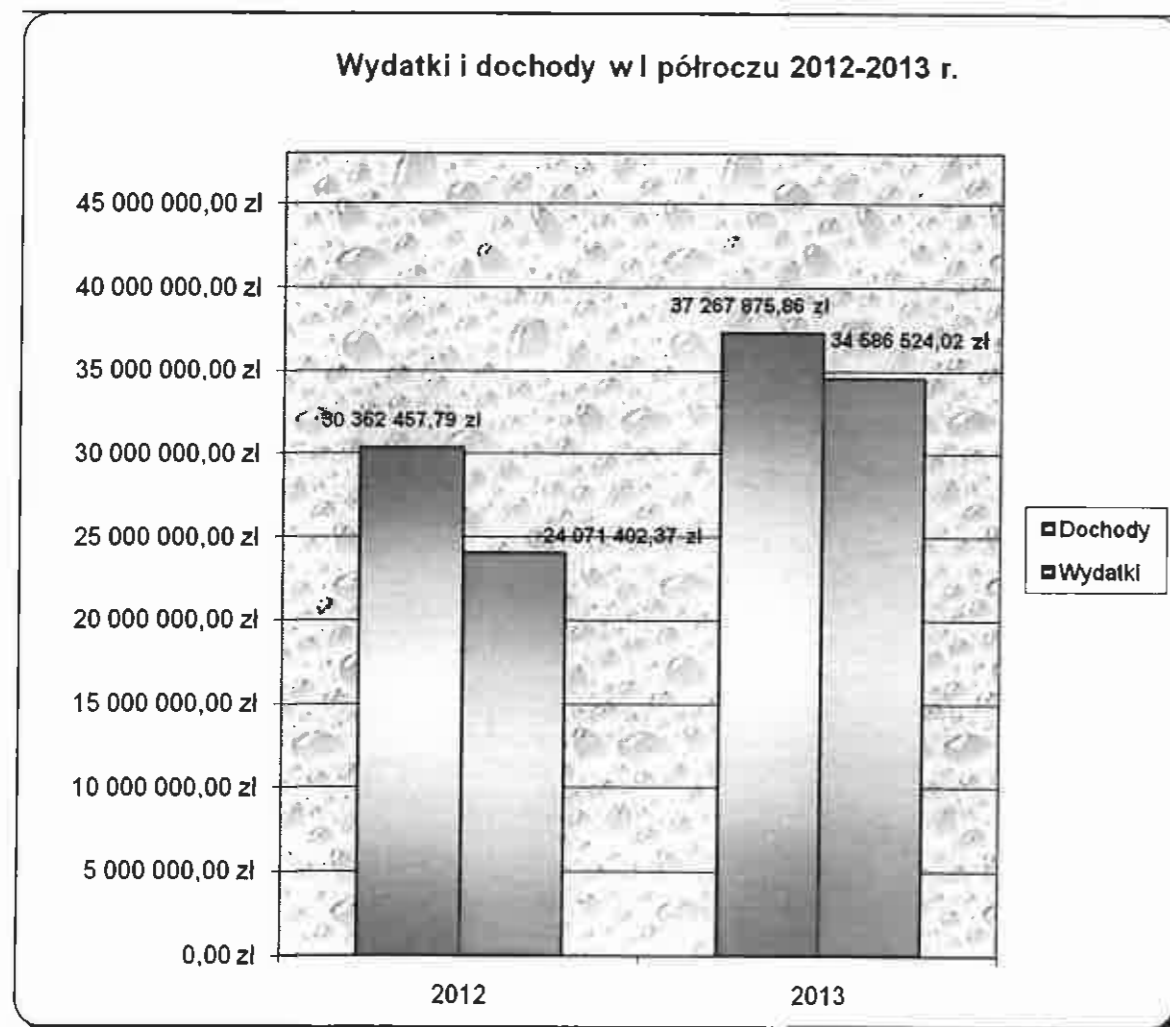 Wydatki i dochody w I półroczu 2012-2013 r.
45 000 000,00 zł
40 000 000,00 zł
35 000 000,00 zł
30 000 000,00 zł
25 000 000,00 zł
20 000 000,00 zł
15 000 000,00 zł
10 000 000,00 zł
5 000 000,00 zł
0,00 zł
30 362 457,79 zł
24 071 402,37 zł
37 267 875,86 zł
34 586 524,02 zł
2012
2013
Dochody
Wydatki